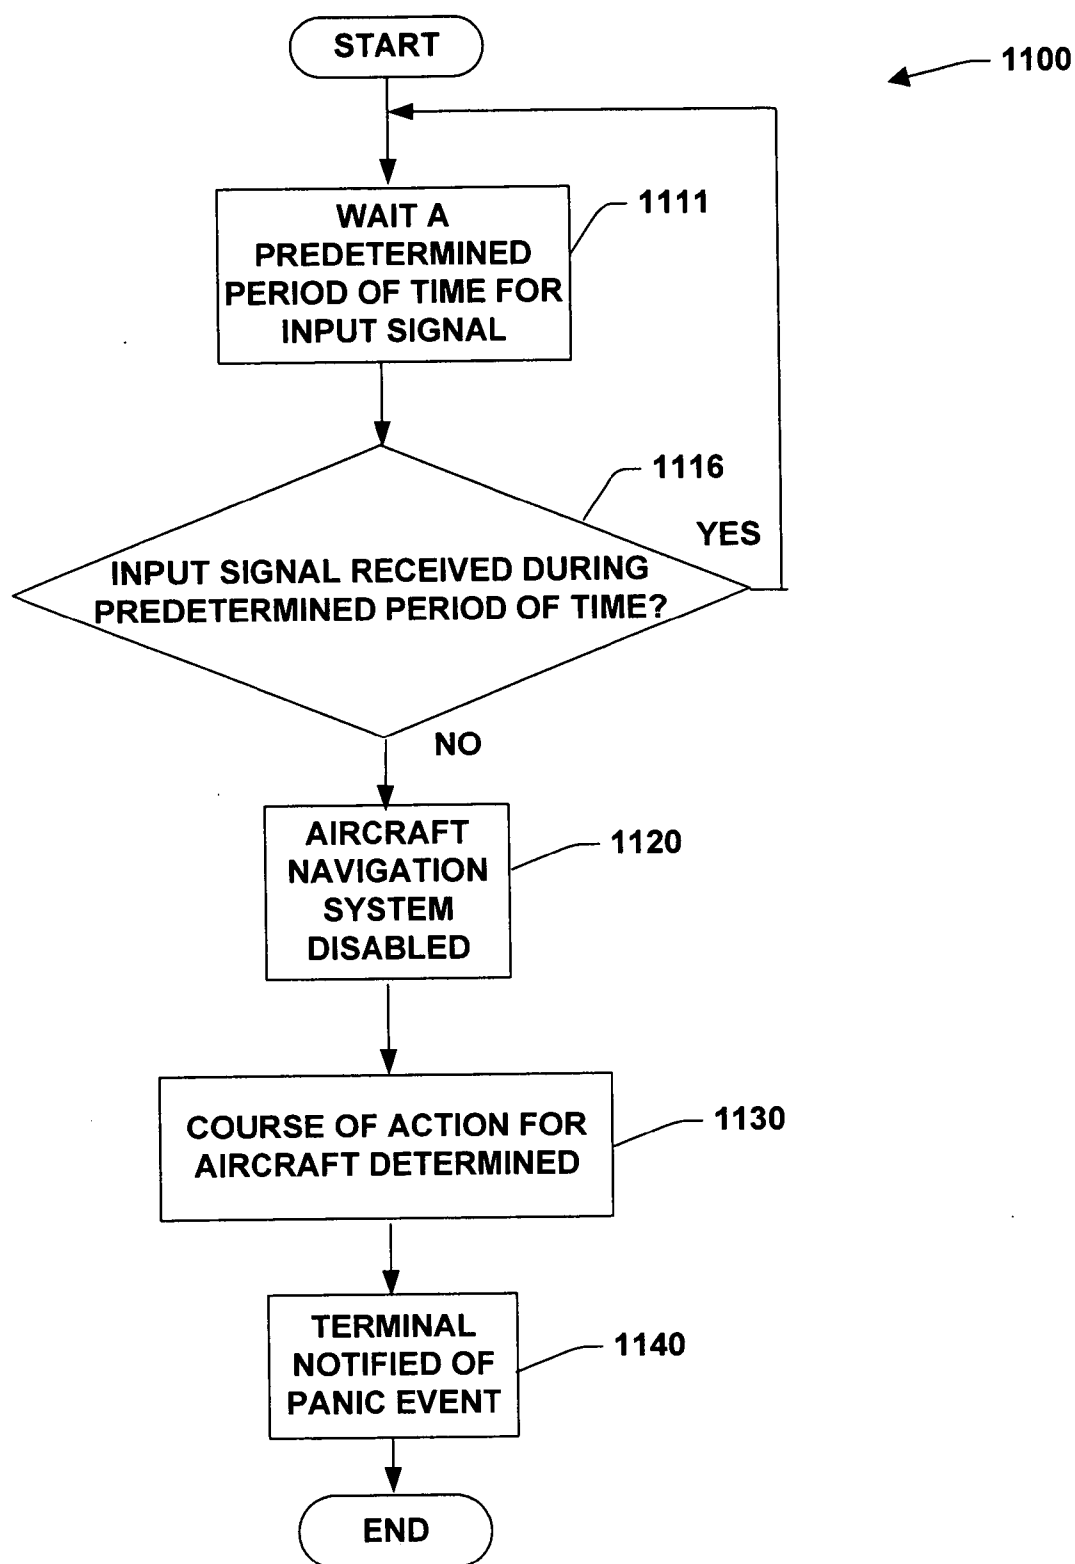 START
1100
WAIT A
PREDETERMINED
PERIOD OF TIME FOR
INPUT SIGNAL
1111
1116
YES
INPUT SIGNAL RECEIVED DURING
PREDETERMINED PERIOD OF TIME?
NO
AIRCRAFT
NAVIGATION
SYSTEM
DISABLED
1120
COURSE OF ACTION FOR
AIRCRAFT DETERMINED
1130
TERMINAL
NOTIFIED OF
PANIC EVENT
1140
END